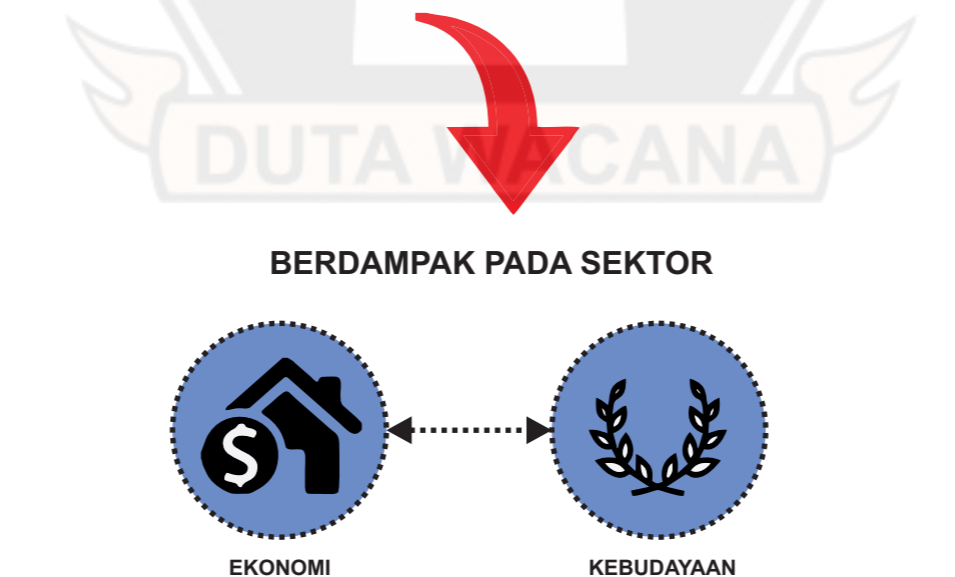 DUTA WACANA
BERDAMPAK PADA SEKTOR
$
EKONOMI
KEBUDAYAAN